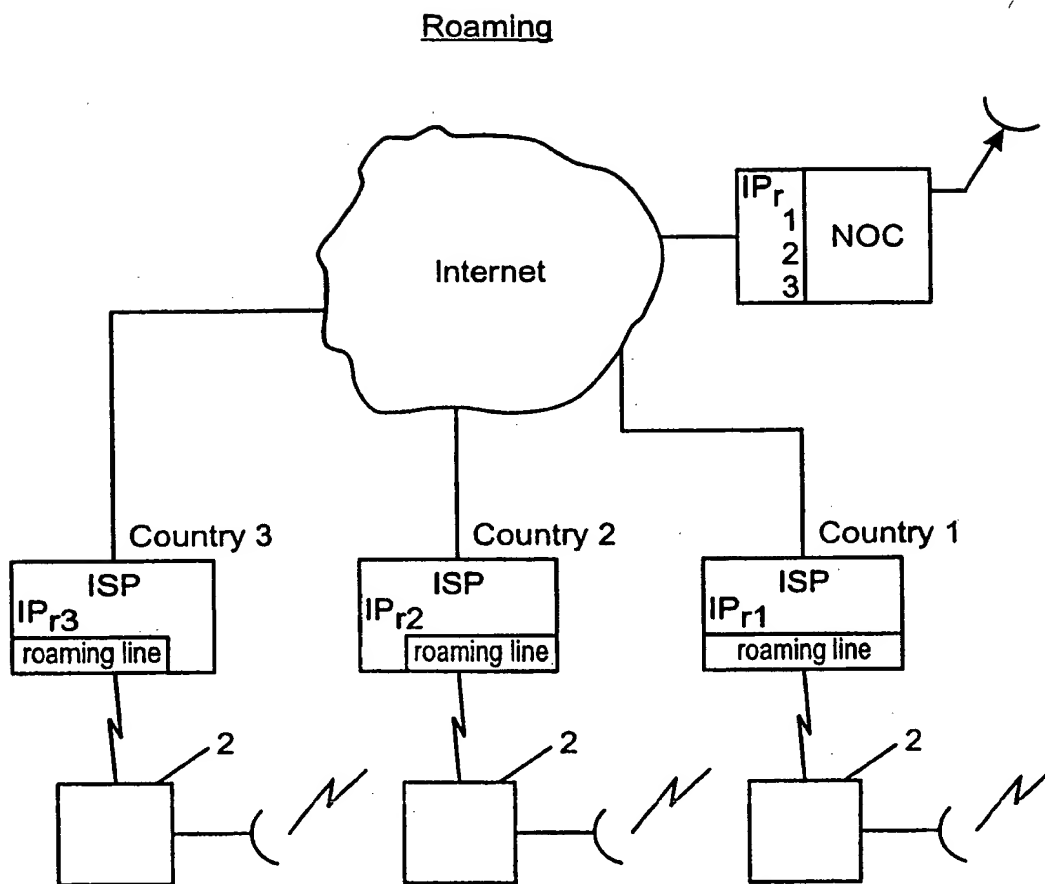 Roaming
IPr
1
2
3
NOC
Internet
Country 3
Country 2
Country 1
ISP
IPr3
roaming line
ISP
IPr2
roaming line
ISP
IPr1
roaming line
2
2
2